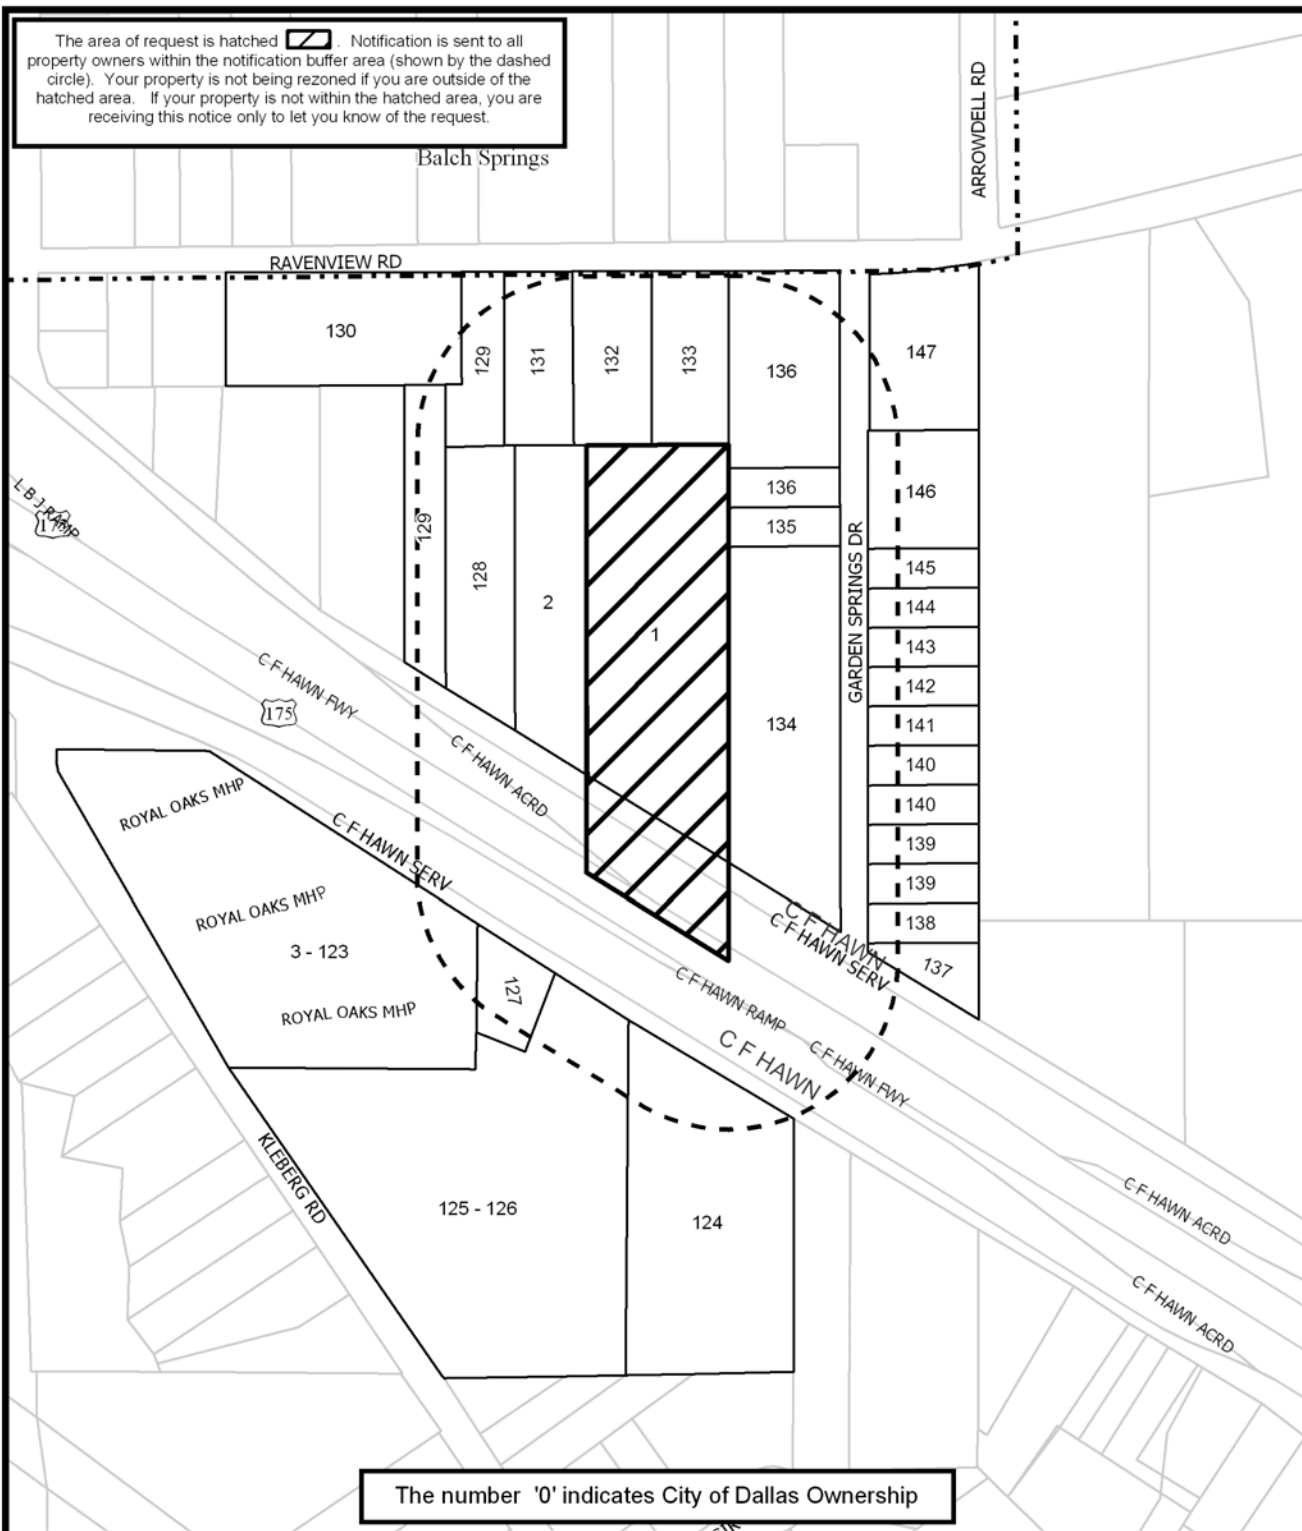 The area of request is hatched . Notification is sent to all
property owners within the notification buffer area (shown by the dashed
circle). Your property is not being rezoned if you are outside of the
hatched area. If your property is not within the hatched area, you are
receiving this notice only to let you know of the request.
Balch Springs
ARROWDELL RD
RAVENVIEW RD
130
129
131
132
133
136
147
136
135
146
L B J RAMP
129
128
2
1
GARDEN SPRINGS DR
145
144
143
142
141
140
140
139
139
138
137
134
C F HAWN FWY
175
C F HAWN ACRD
ROYAL OAKS MHP
C F HAWN SERV
ROYAL OAKS MHP
3 - 123
ROYAL OAKS MHP
127
C F HAWN
C F HAWN SERV
C F HAWN RAMP
C F HAWN
C F HAWN FWY
KLEBERG RD
125 - 126
124
C F HAWN ACRD
C F HAWN ACRD
The number '0' indicates City of Dallas Ownership